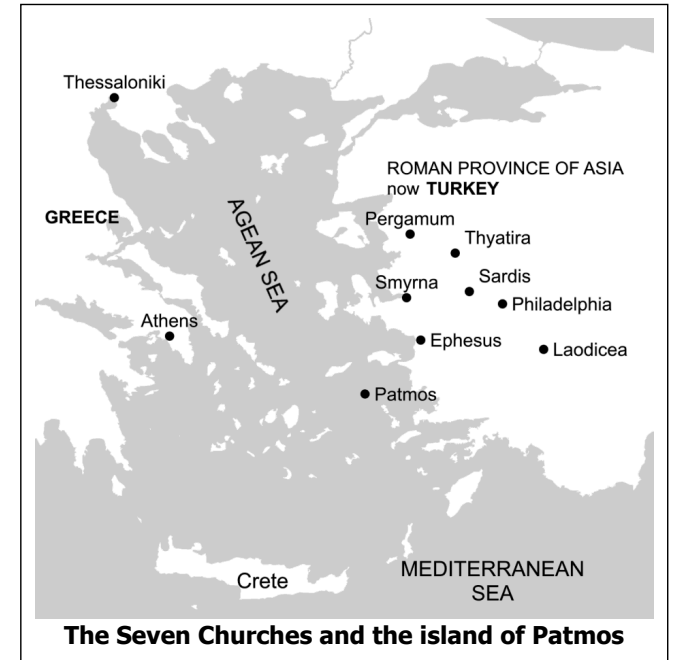 Thessaloniki
ROMAN PROVINCE OF ASIA
now TURKEY
GREECE
AGEAN SEA
Pergamum
Thyatira
Smyrna
Sardis
Philadelphia
Athens
Ephesus
Laodicea
Patmos
Crete
MEDITERRANEAN
SEA
The Seven Churches and the island of Patmos